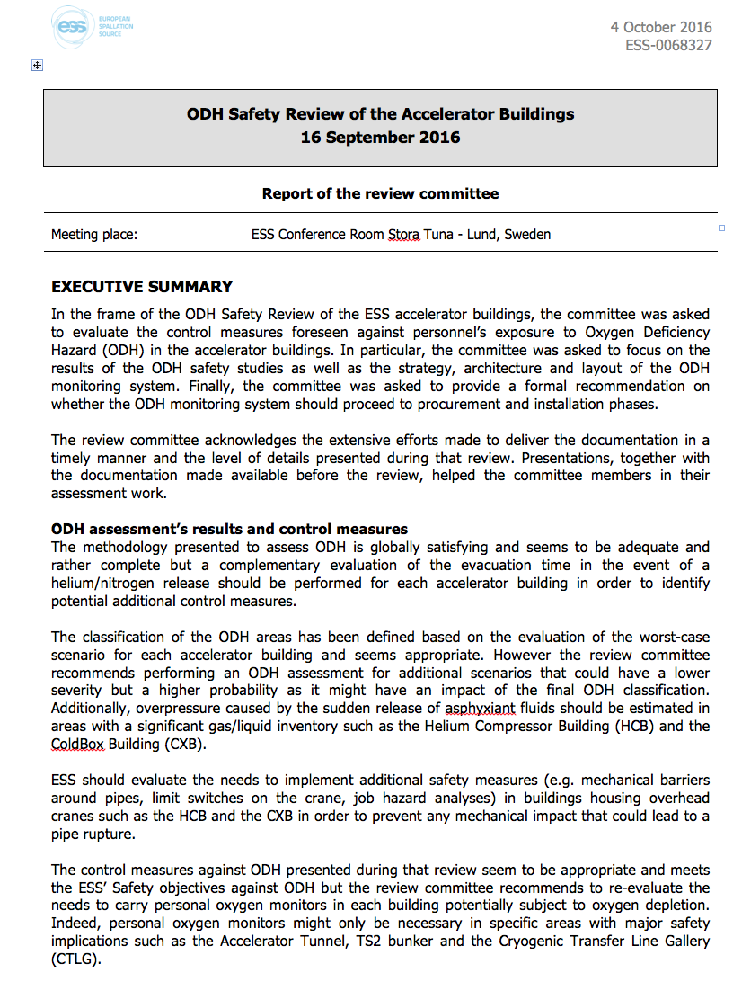 ess
EUROPEAN
SPALLATION
SOURCE
4 October 2016
ESS-0068327
ODH Safety Review of the Accelerator Buildings
16 September 2016
Report of the review committee
Meeting place: ESS Conference Room Stora Tuna - Lund, Sweden
EXECUTIVE SUMMARY
In the frame of the ODH Safety Review of the ESS accelerator buildings, the committee was asked
to evaluate the control measures foreseen against personnel's exposure to Oxygen Deficiency
Hazard (ODH) in the accelerator buildings. In particular, the committee was asked to focus on the
results of the ODH safety studies as well as the strategy, architecture and layout of the ODH
monitoring system. Finally, the committee was asked to provide a formal recommendation on
whether the ODH monitoring system should proceed to procurement and installation phases.
The review committee acknowledges the extensive efforts made to deliver the documentation in a
timely manner and the level of details presented during that review. Presentations, together with
the documentation made available before the review, helped the committee members in their
assessment work.
ODH assessment's results and control measures
The methodology presented to assess ODH is globally satisfying and seems to be adequate and
rather complete but a complementary evaluation of the evacuation time in the event of a
helium/nitrogen release should be performed for each accelerator building in order to identify
potential additional control measures.
The classification of the ODH areas has been defined based on the evaluation of the worst-case
scenario for each accelerator building and seems appropriate. However the review committee
recommends performing an ODH assessment for additional scenarios that could have a lower
severity but a higher probability as it might have an impact of the final ODH classification.
Additionally, overpressure caused by the sudden release of asphyxiant fluids should be estimated in
areas with a significant gas/liquid inventory such as the Helium Compressor Building (HCB) and the
ColdBox Building (CXB).
ESS should evaluate the needs to implement additional safety measures (e.g. mechanical barriers
around pipes, limit switches on the crane, job hazard analyses) in buildings housing overhead
cranes such as the HCB and the CXB in order to prevent any mechanical impact that could lead to a
pipe rupture.
The control measures against ODH presented during that review seem to be appropriate and meets
the ESS' Safety objectives against ODH but the review committee recommends to re-evaluate the
needs to carry personal oxygen monitors in each building potentially subject to oxygen depletion.
Indeed, personal oxygen monitors might only be necessary in specific areas with major safety
implications such as the Accelerator Tunnel, TS2 bunker and the Cryogenic Transfer Line Gallery
(CTLG).